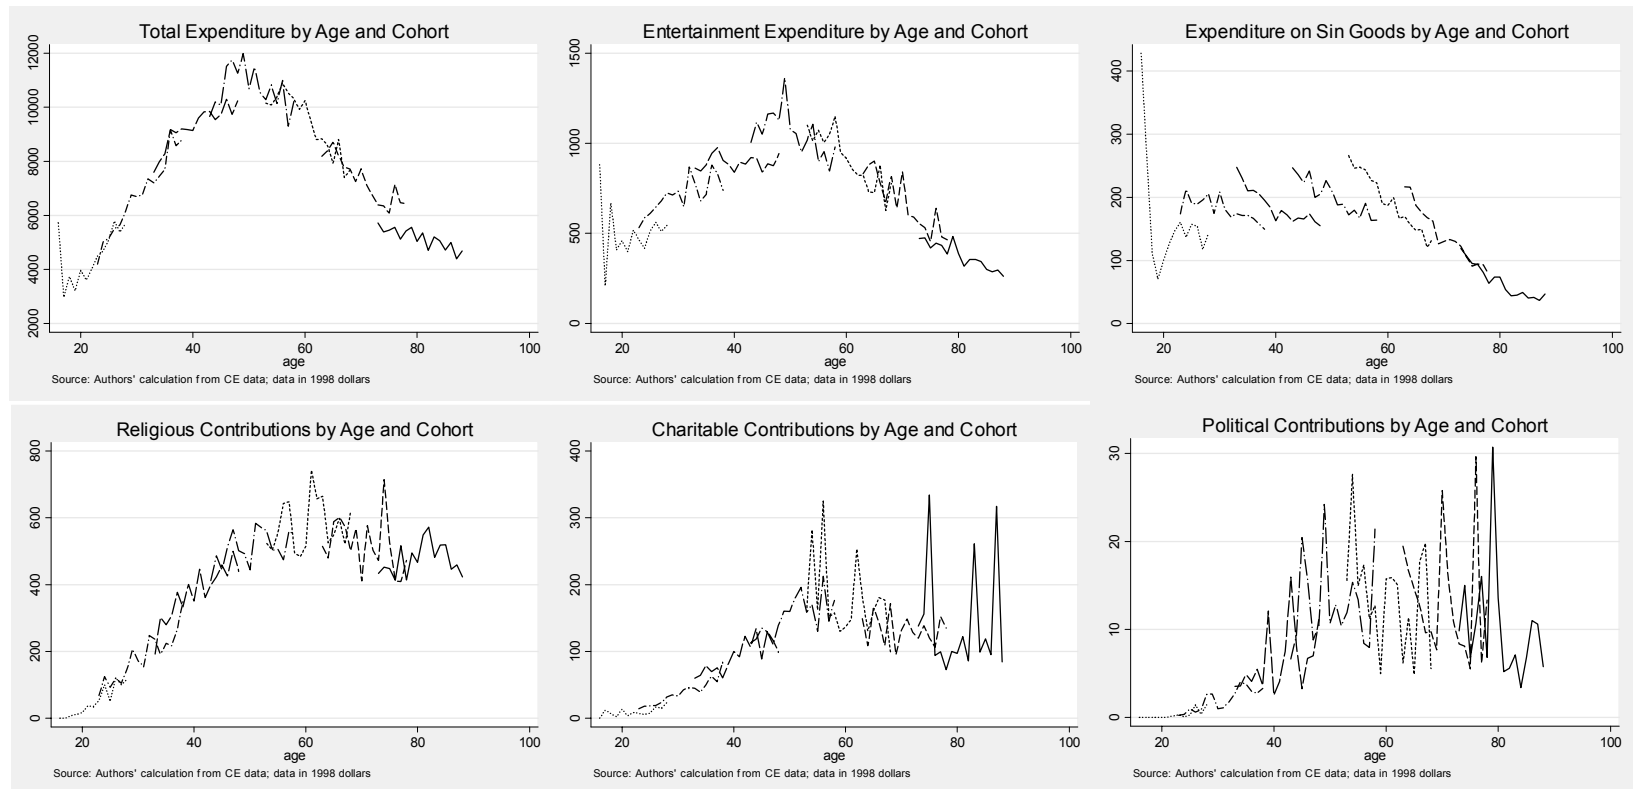 Total Expenditure by Age and Cohort
12000
10000
8000
6000
4000
2000
20 40 60 80 100
age
Source: Authors' calculation from CE data; data in 1998 dollars
Entertainment Expenditure by Age and Cohort
1500
1000
500
0
20 40 60 80 100
age
Source: Authors' calculation from CE data; data in 1998 dollars
Expenditure on Sin Goods by Age and Cohort
400
300
200
100
0
20 40 60 80 100
age
Source: Authors' calculation from CE data; data in 1998 dollars
Religious Contributions by Age and Cohort
800
600
400
200
0
20 40 60 80 100
age
Source: Authors' calculation from CE data; data in 1998 dollars
Charitable Contributions by Age and Cohort
400
300
200
100
0
20 40 60 80 100
age
Source: Authors' calculation from CE data; data in 1998 dollars
Political Contributions by Age and Cohort
30
20
10
0
20 40 60 80 100
age
Source: Authors' calculation from CE data; data in 1998 dollars